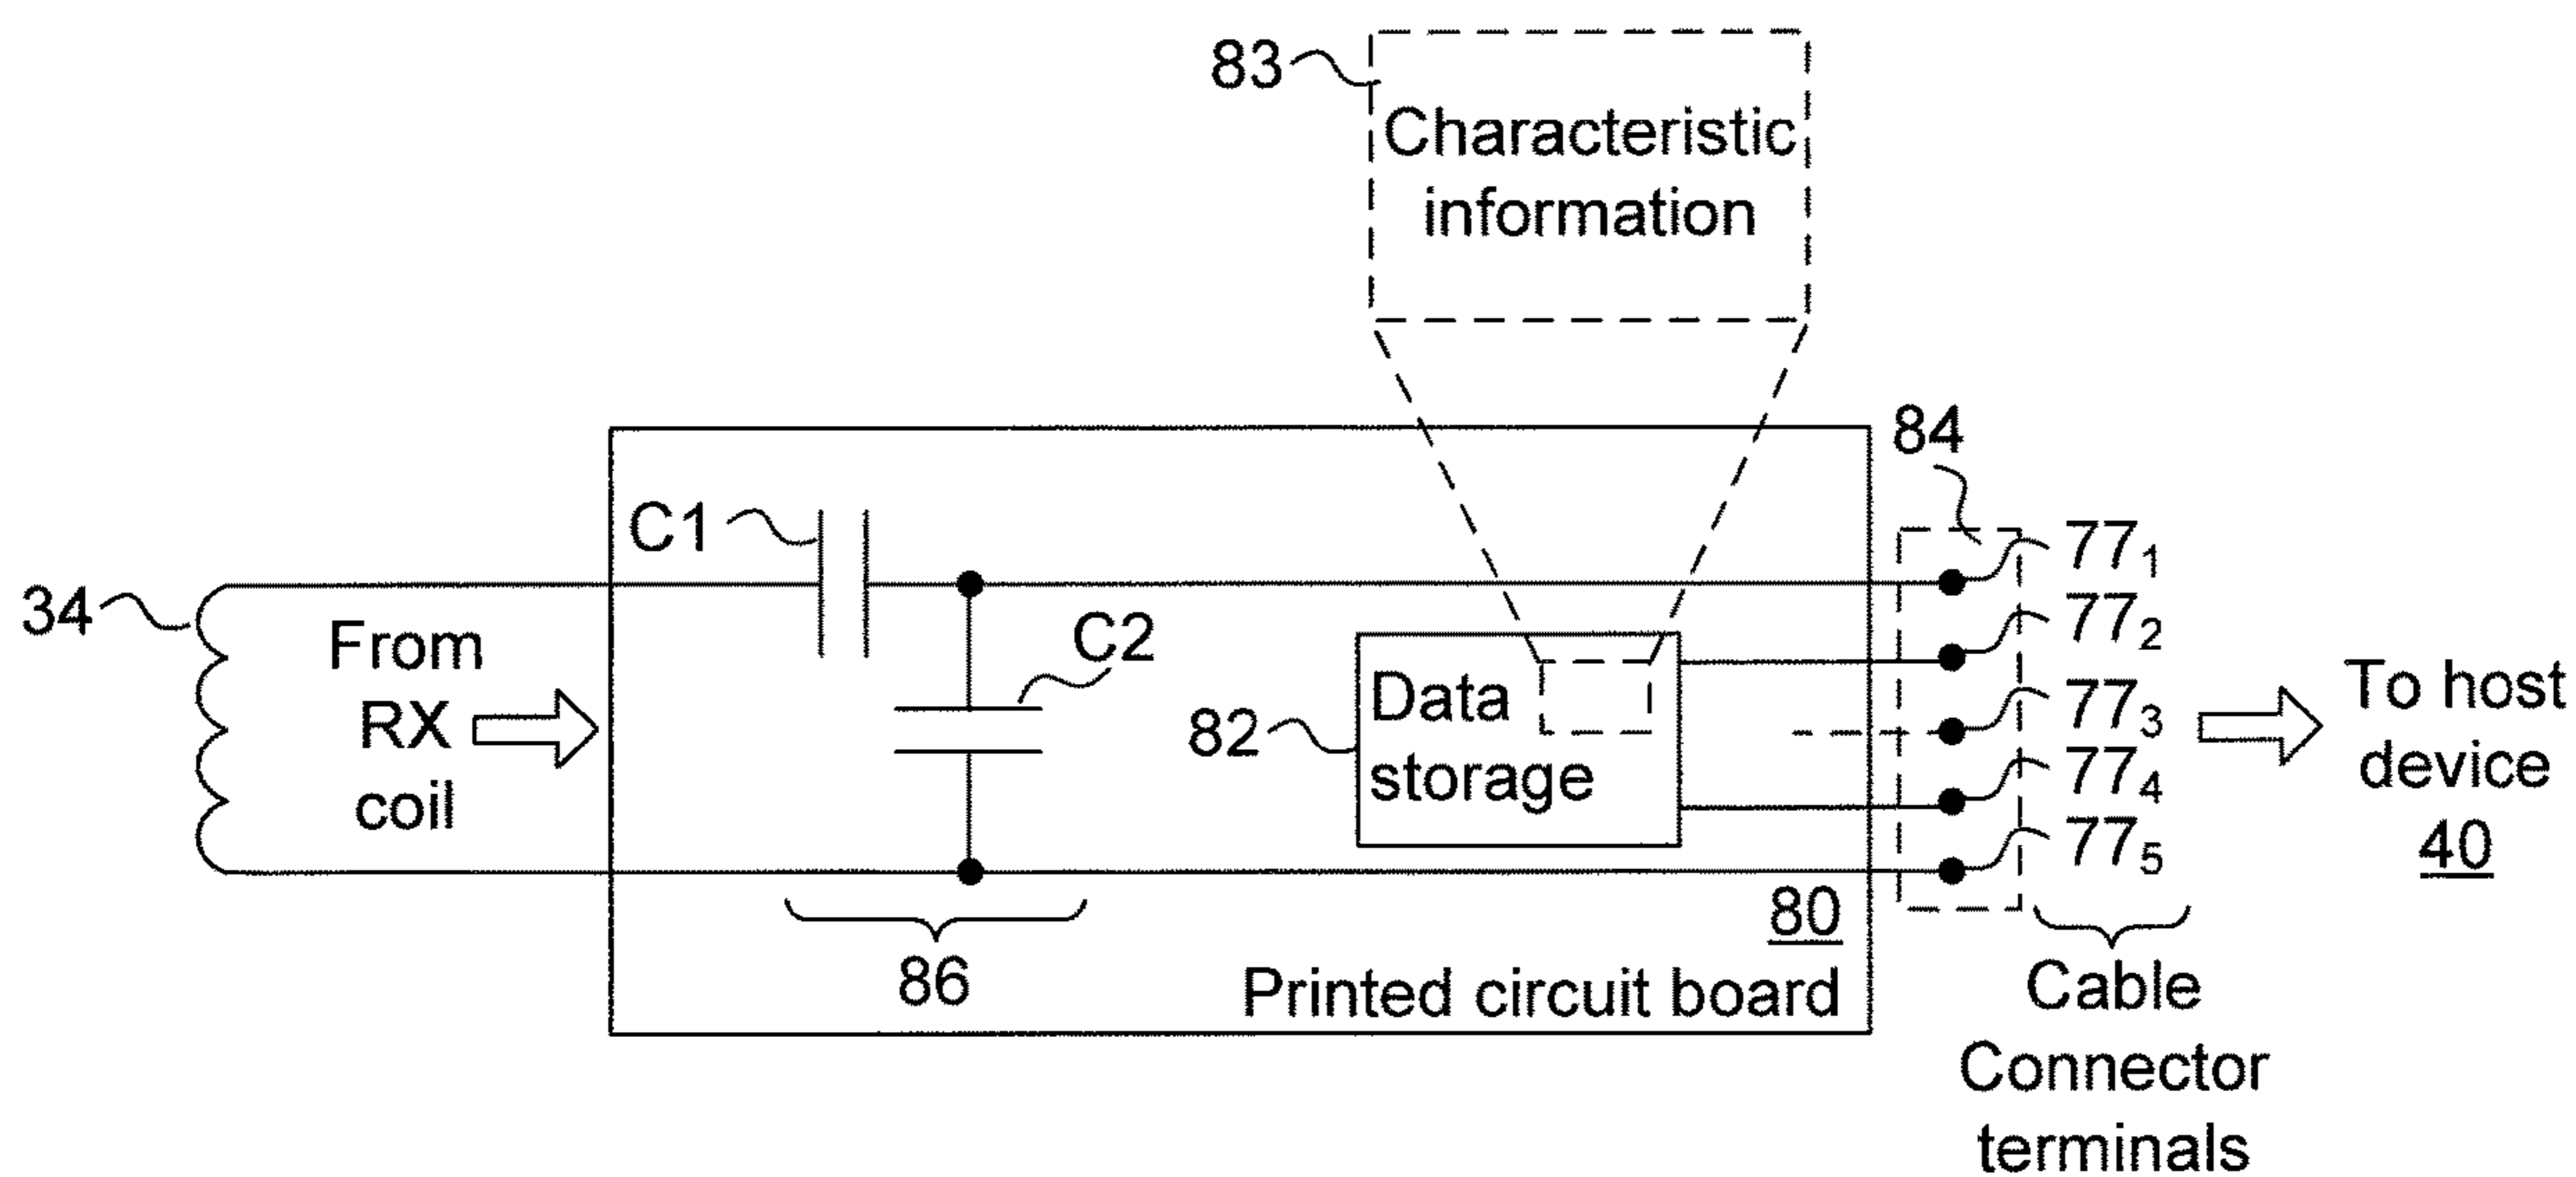 83
Characteristic
information
84
C1
77₁
34
From
RX
coil
C2
77₂
82
Data
storage
77₃
77₄
77₅
To host
device
40
80
86
Printed circuit board
Cable
Connector
terminals